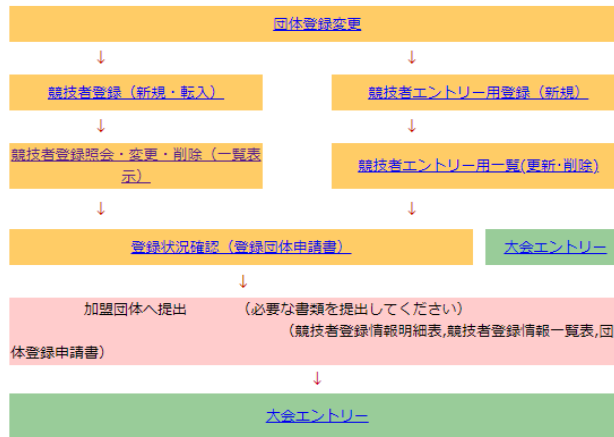 団体登録変更
↓ ↓
競技者登録（新規・転入） 競技者エントリー用登録（新規）
↓ ↓
競技者登録照会・変更・削除（一覧表
示） 競技者エントリー用一覧(更新･削除)
↓ ↓
登録状況確認（登録団体申請書） 大会エントリー
↓
加盟団体へ提出 （必要な書類を提出してください）
（競技者登録情報明細表,競技者登録情報一覧表,団
体登録申請書）
↓
大会エントリー